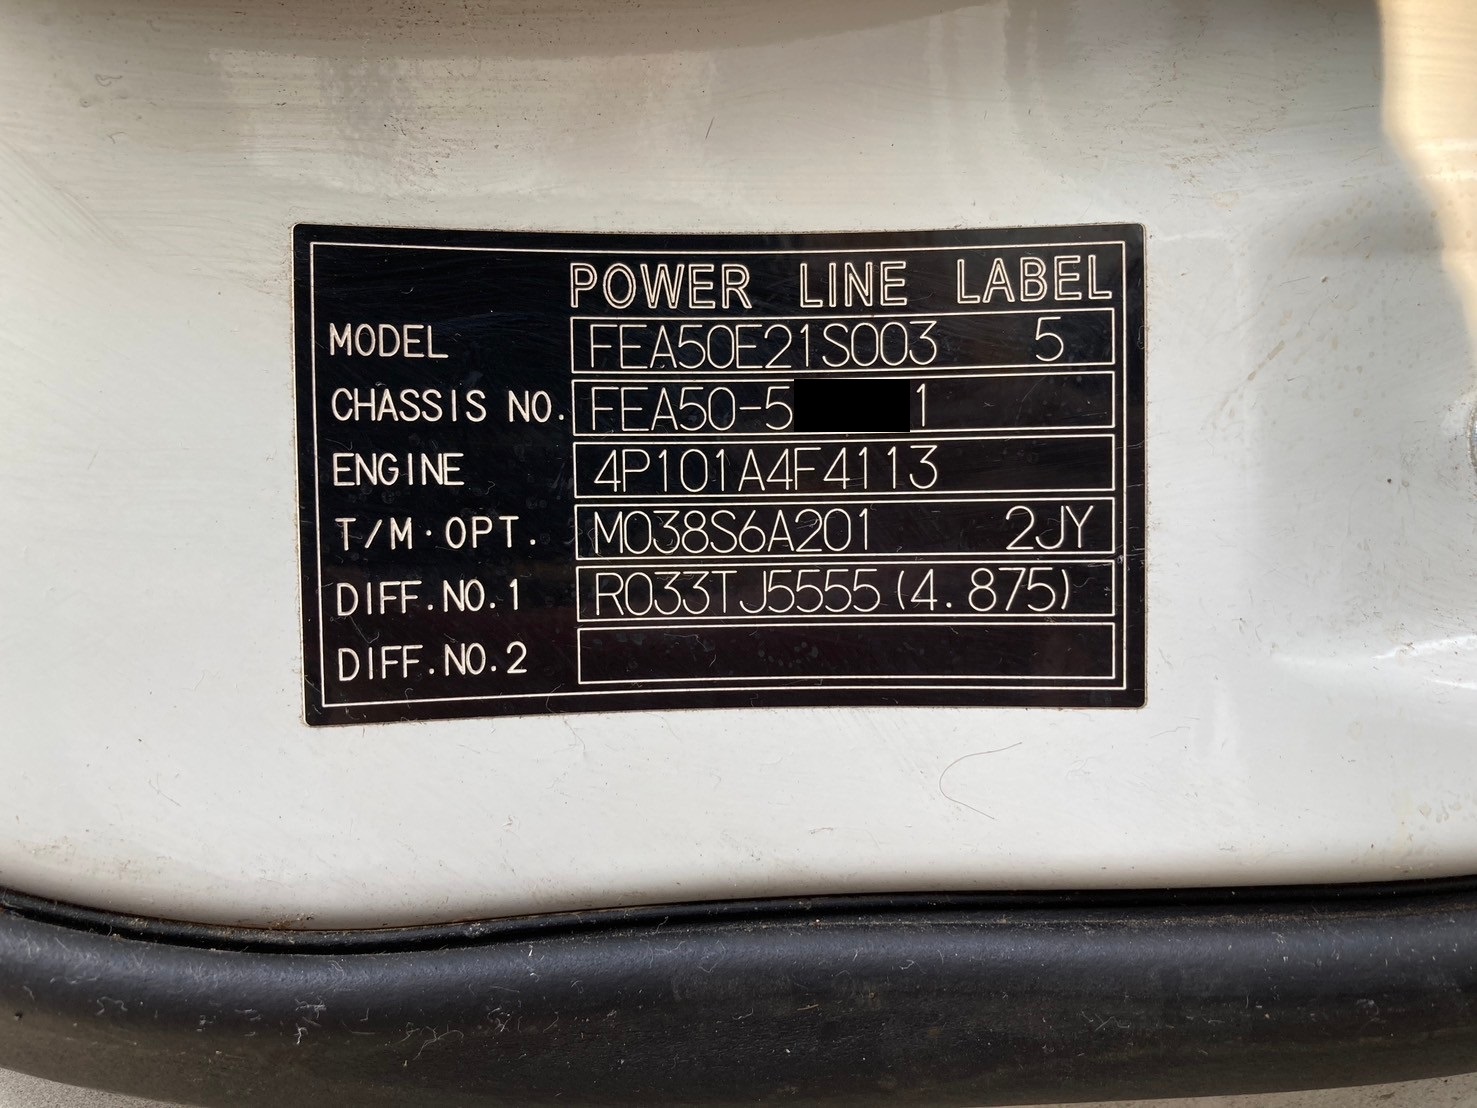 POWER LINE LABEL
MODEL FEA50E21S003 5
CHASSIS NO. FEA50-5 1
ENGINE 4P101A4F4113
T/M·OPT. M038S6A201 2JY
DIFF.NO.1 R033TJ5555(4.875)
DIFF.NO.2